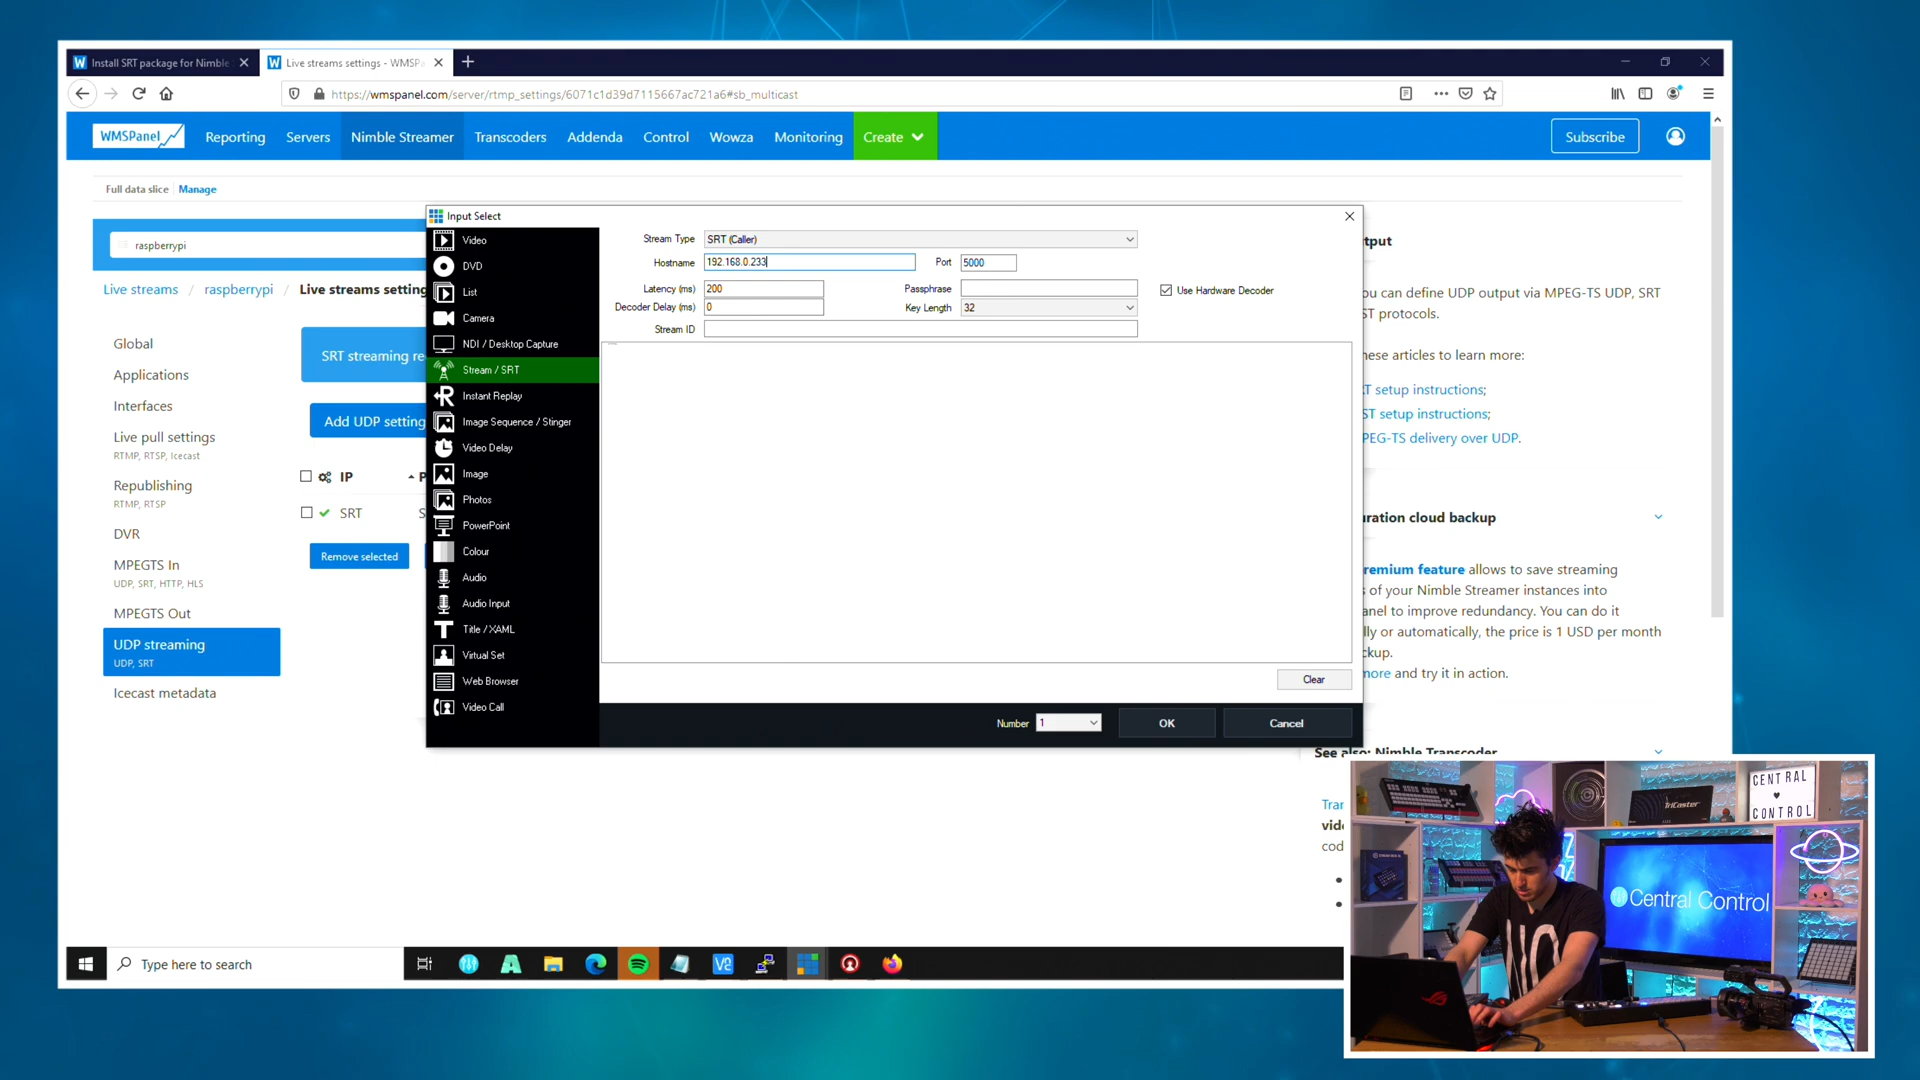 Install SRT package for Nimble
Live streams settings - WMSPa
https://wmspanel.com/server/rtmp_settings/6071c1d39d7115667ac721a6#sb_multicast
WMSPanel
Reporting
Servers
Nimble Streamer
Transcoders
Addenda
Control
Wowza
Monitoring
Create
Subscribe
Full data slice
Manage
raspberrypi
Live streams / raspberrypi / Live streams setting
Global
Applications
Interfaces
Live pull settings
RTMP, RTSP, Icecast
Republishing
RTMP, RTSP
DVR
MPEGTS In
UDP, SRT, HTTP, HLS
MPEGTS Out
UDP streaming
UDP, SRT
Icecast metadata
SRT streaming re
Add UDP setting
IP
P
SRT
S
Remove selected
Input Select
Video
DVD
List
Camera
NDI / Desktop Capture
Stream / SRT
Instant Replay
Image Sequence / Stinger
Video Delay
Image
Photos
PowerPoint
Colour
Audio
Audio Input
Title / XAML
Virtual Set
Web Browser
Video Call
Stream Type
SRT (Caller)
Hostname
192.168.0.233
Port
5000
Latency (ms)
200
Passphrase
Use Hardware Decoder
Decoder Delay (ms)
0
Key Length
32
Stream ID
Clear
Number
1
OK
Cancel
tput
ou can define UDP output via MPEG-TS UDP, SRT
ST protocols.
hese articles to learn more:
RT setup instructions;
ST setup instructions;
PEG-TS delivery over UDP.
uration cloud backup
remium feature allows to save streaming
s of your Nimble Streamer instances into
anel to improve redundancy. You can do it
lly or automatically, the price is 1 USD per month
ckup.
more and try it in action.
See also: Nimble Transcoder
Tran
vide
cod
Type here to search
CENTRAL
CONTROL
TriCaster
Central Control